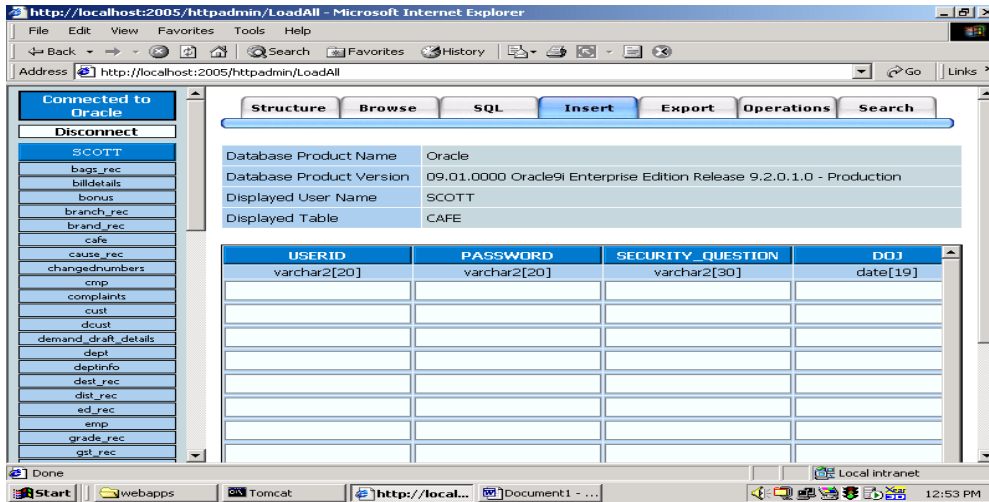 http://localhost:2005/httpadmin/LoadAll - Microsoft Internet Explorer
File Edit View Favorites Tools Help
Back Search Favorites History
Address http://localhost:2005/httpadmin/LoadAll Go Links
Connected to Oracle
Disconnect
SCOTT
bags_rec
billdetails
bonus
branch_rec
brand_rec
cafe
cause_rec
changednumbers
cmp
complaints
cust
dcust
demand_draft_details
dept
deptinfo
dest_rec
dist_rec
ed_rec
emp
grade_rec
gst_rec
Structure Browse SQL Insert Export Operations Search
Database Product Name Oracle
Database Product Version 09.01.0000 Oracle9i Enterprise Edition Release 9.2.0.1.0 - Production
Displayed User Name SCOTT
Displayed Table CAFE
USERID PASSWORD SECURITY_QUESTION DOJ
varchar2[20] varchar2[20] varchar2[30] date[19]
Done Local intranet
Start webapps Tomcat http://local... Document1 - ... 12:53 PM